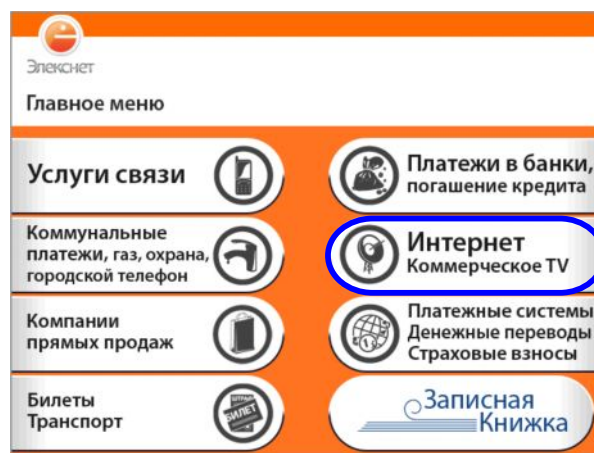 Элекснет
Главное меню
Услуги связи
Платежи в банки,
погашение кредита
Коммунальные
платежи, газ, охрана,
городской телефон
Интернет
Коммерческое TV
Компании
прямых продаж
Платежные системы
Денежные переводы
Страховые взносы
Билеты
Транспорт
ШТРАФ
БИЛЕТ
Записная
Книжка